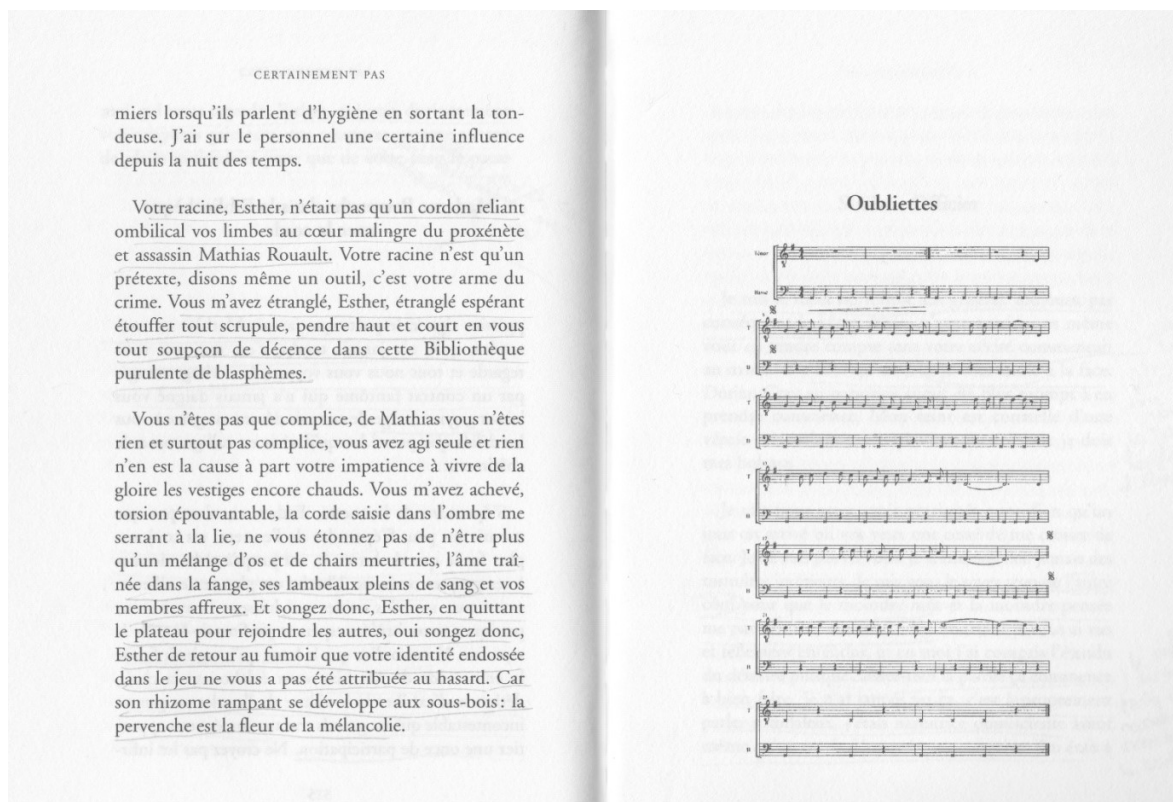 CERTAINEMENT PAS
miers lorsqu'ils parlent d'hygiène en sortant la ton-
deuse. J'ai sur le personnel une certaine influence
depuis la nuit des temps.
Votre racine, Esther, n'était pas qu'un cordon reliant
ombilical vos limbes au cœur malingre du proxénète
et assassin Mathias Rouault. Votre racine n'est qu'un
prétexte, disons même un outil, c'est votre arme du
crime. Vous m'avez étranglé, Esther, étranglé espérant
étouffer tout scrupule, pendre haut et court en vous
tout soupçon de décence dans cette Bibliothèque
purulente de blasphèmes.
Vous n'êtes pas que complice, de Mathias vous n'êtes
rien et surtout pas complice, vous avez agi seule et rien
n'en est la cause à part votre impatience à vivre de la
gloire les vestiges encore chauds. Vous m'avez achevé,
torsion épouvantable, la corde saisie dans l'ombre me
serrant à la lie, ne vous étonnez pas de n'être plus
qu'un mélange d'os et de chairs meurtries, l'âme traî-
née dans la fange, ses lambeaux pleins de sang et vos
membres affreux. Et songez donc, Esther, en quittant
le plateau pour rejoindre les autres, oui songez donc,
Esther de retour au fumoir que votre identité endossée
dans le jeu ne vous a pas été attribuée au hasard. Car
son rhizome rampant se développe aux sous-bois : la
pervenche est la fleur de la mélancolie.
Oubliettes